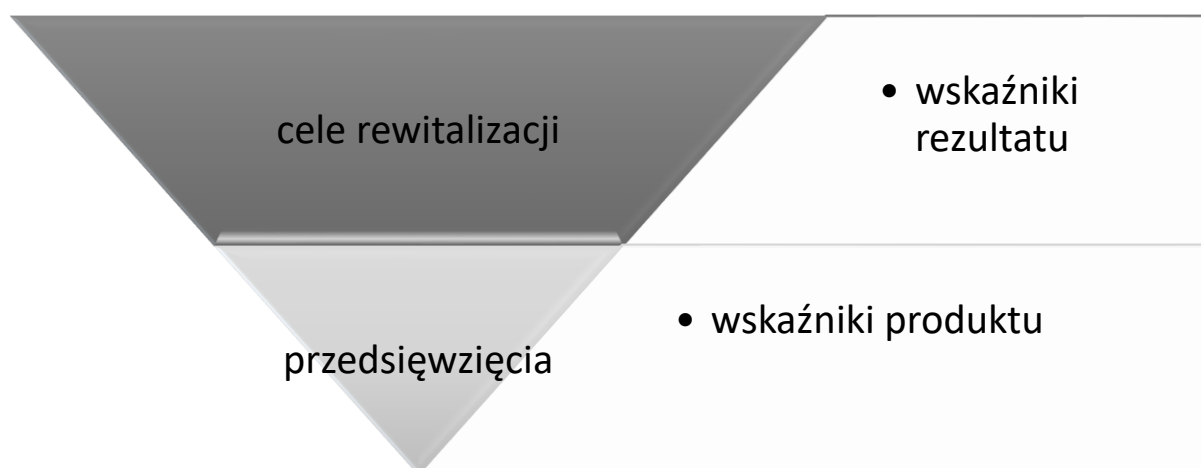 cele rewitalizacji
• wskaźniki
rezultatu
przedsięwzięcia
• wskaźniki produktu